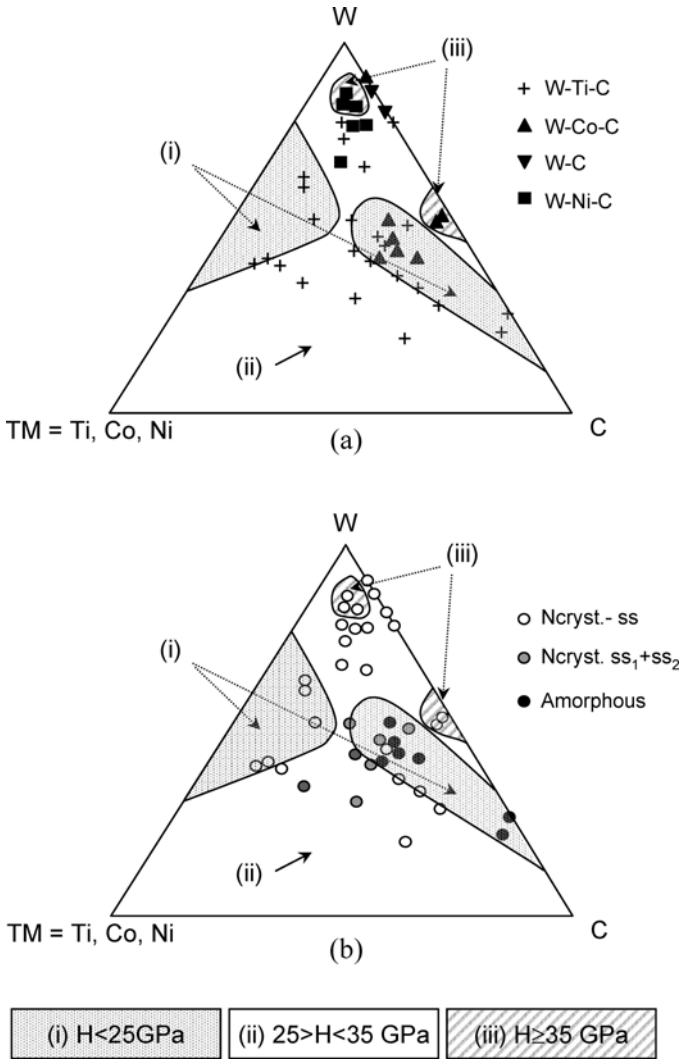 W
(iii)
(i)
+ W-Ti-C
▲ W-Co-C
▼ W-C
■ W-Ni-C
(ii)
TM = Ti, Co, Ni
C
(a)
W
(iii)
(i)
Ncryst.- ss
Ncryst. ss₁+ss₂
Amorphous
(ii)
TM = Ti, Co, Ni
C
(b)
(i) H<25GPa
(ii) 25>H<35 GPa
(iii) H≥35 GPa